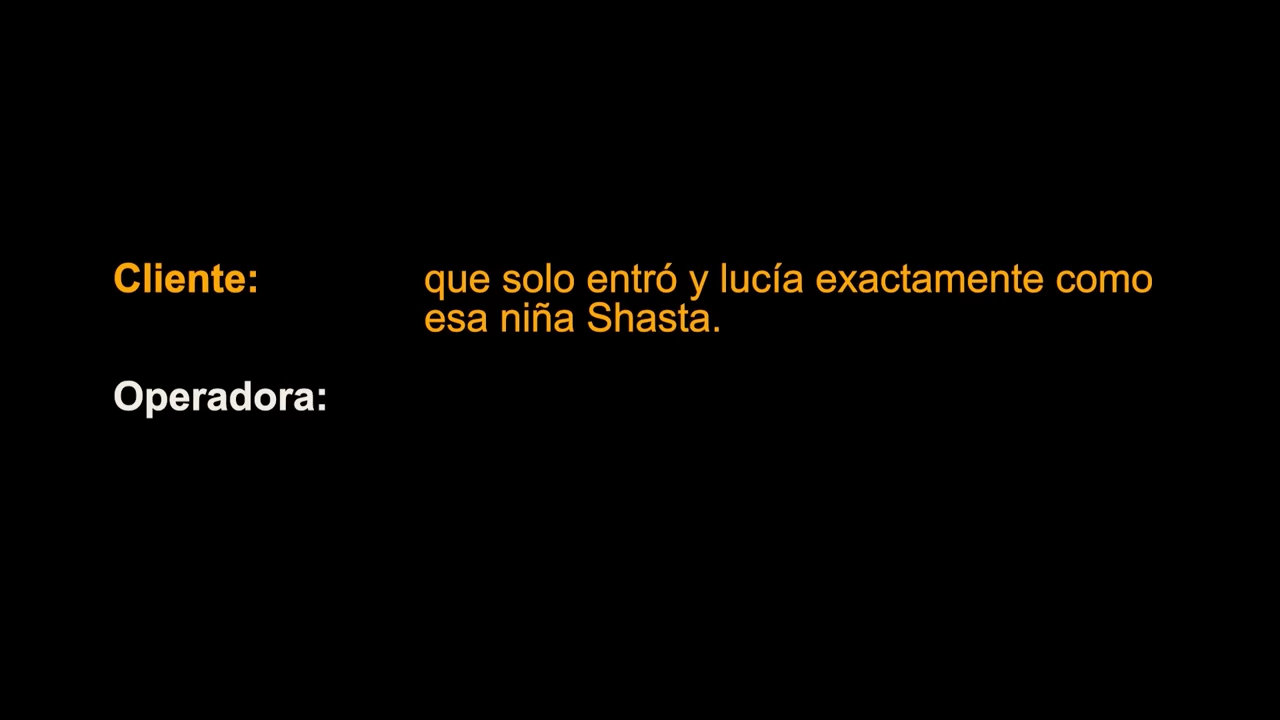 Cliente: que solo entró y lucía exactamente como
esa niña Shasta.
Operadora: